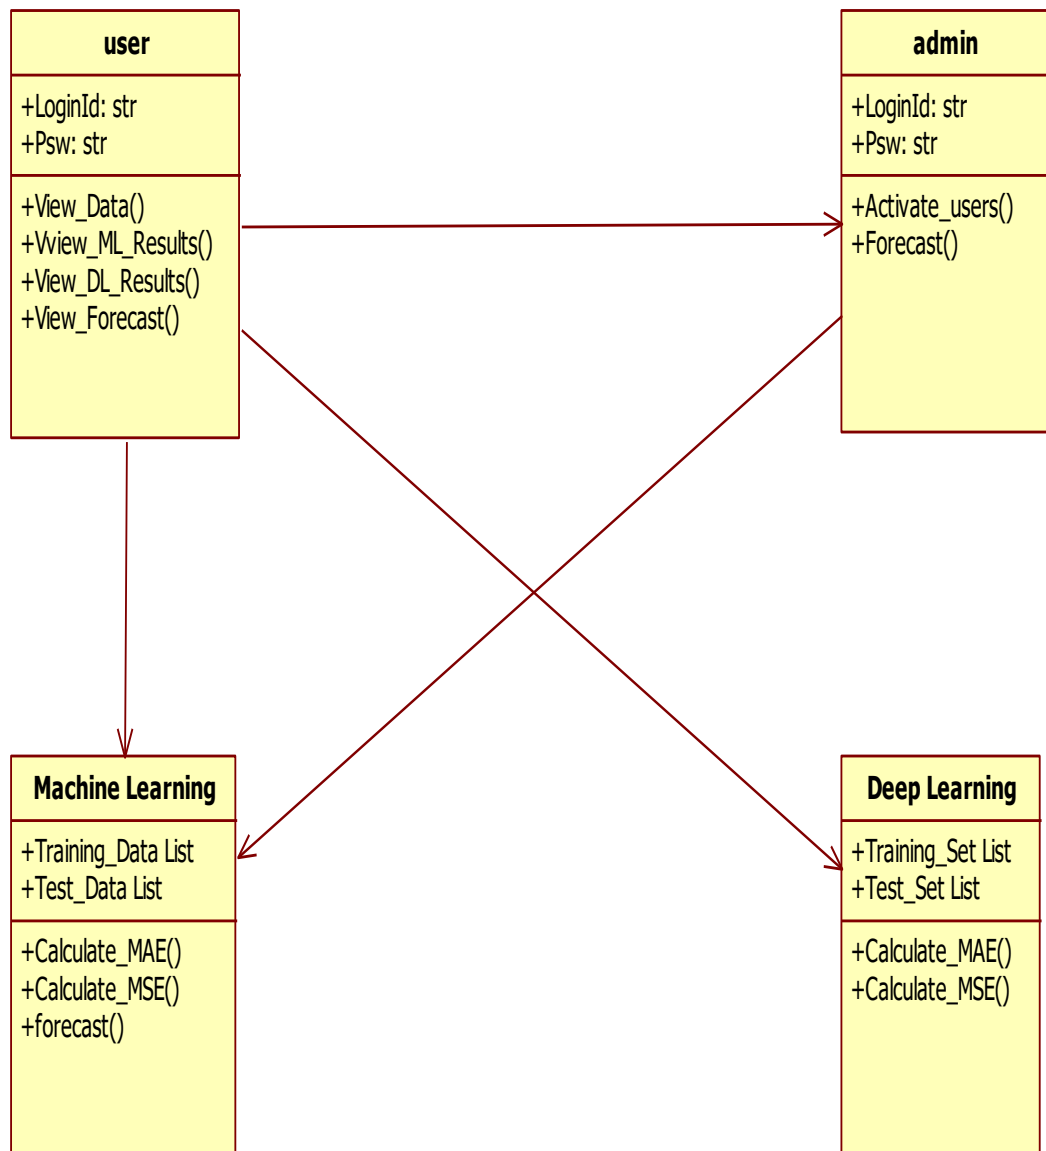 user
+LoginId: str
+Psw: str
+View_Data()
+Vview_ML_Results()
+View_DL_Results()
+View_Forecast()
admin
+LoginId: str
+Psw: str
+Activate_users()
+Forecast()
Machine Learning
+Training_Data List
+Test_Data List
+Calculate_MAE()
+Calculate_MSE()
+forecast()
Deep Learning
+Training_Set List
+Test_Set List
+Calculate_MAE()
+Calculate_MSE()